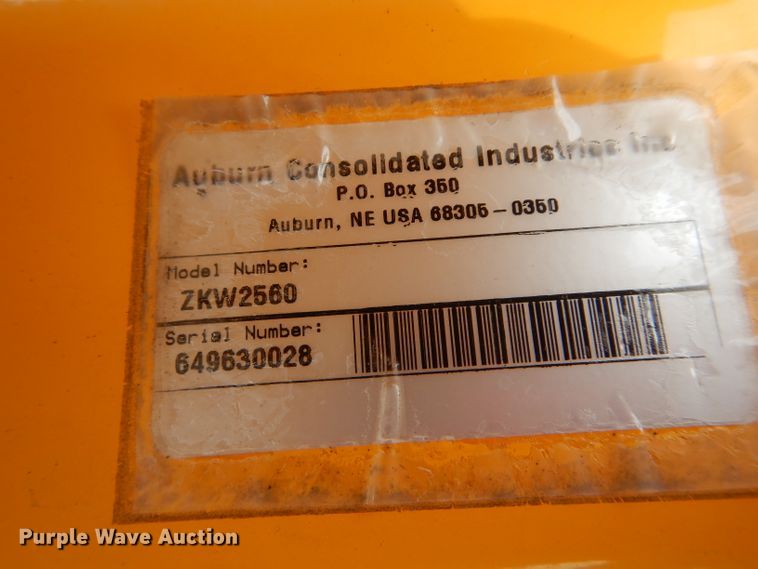 Auburn Consolidated Industries Inc
P.O. Box 350
Auburn, NE USA 68305-0350
Model Number:
ZKW2560
Serial Number:
649630028
Purple Wave Auction